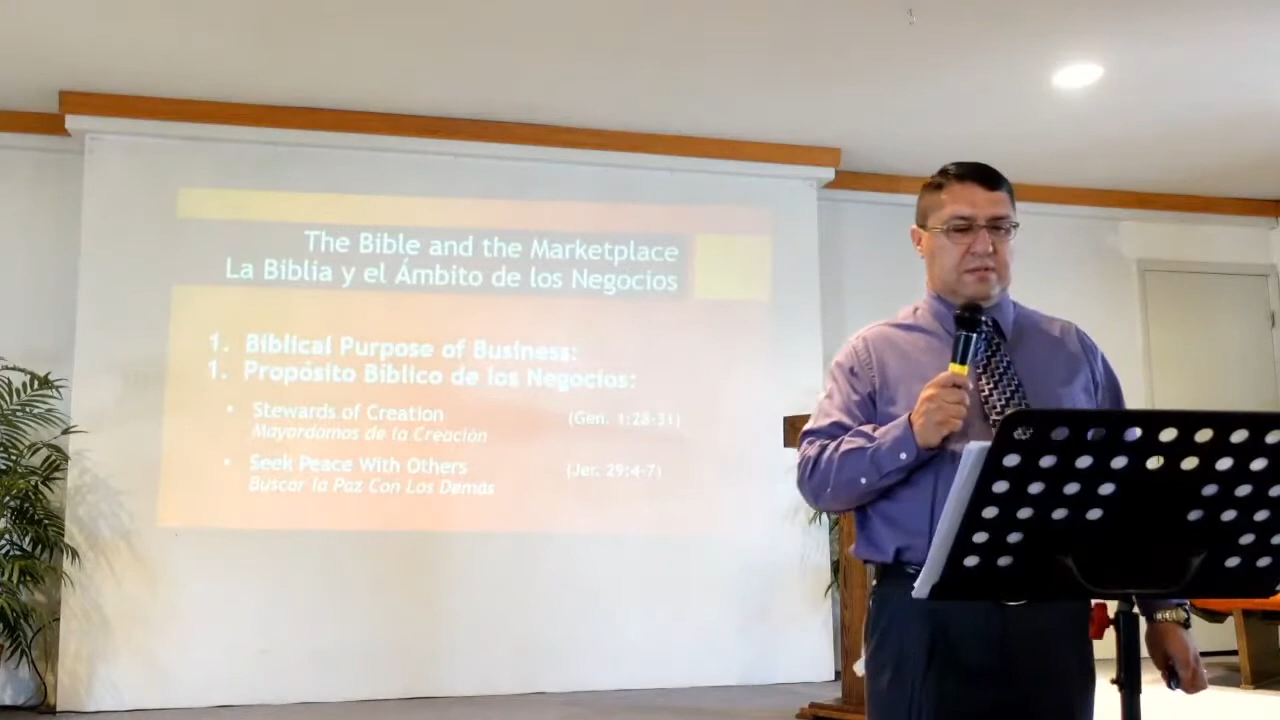 The Bible and the Marketplace
La Biblia y el Ámbito de los Negocios
1. Biblical Purpose of Business:
1. Propósito Bíblico de los Negocios:
• Stewards of Creation (Gen. 1:28-31)
Mayordomos de la Creación
• Seek Peace With Others (Jer. 29:4-7)
Buscar la Paz Con Los Demás